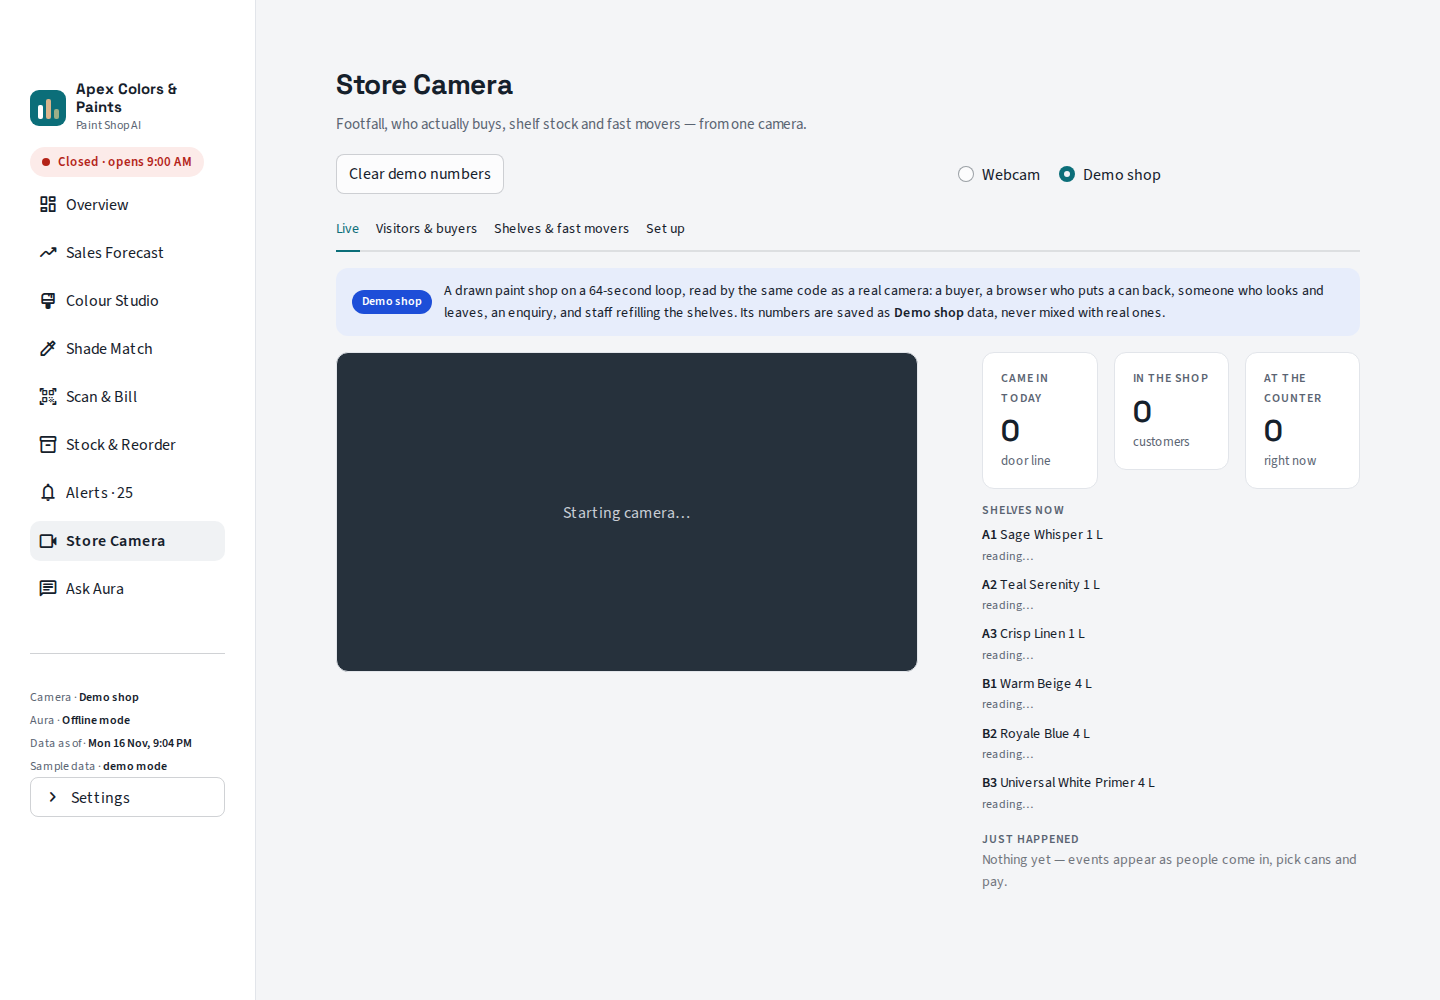 Apex Colors &
Paints
Paint Shop AI
Closed · opens 9:00 AM
Overview
Sales Forecast
Colour Studio
Shade Match
Scan & Bill
Stock & Reorder
Alerts · 25
Store Camera
Ask Aura
Camera · Demo shop
Aura · Offline mode
Data as of · Mon 16 Nov, 9:04 PM
Sample data · demo mode
Settings
Store Camera
Footfall, who actually buys, shelf stock and fast movers — from one camera.
Clear demo numbers
Webcam
Demo shop
Live
Visitors & buyers
Shelves & fast movers
Set up
Demo shop
A drawn paint shop on a 64-second loop, read by the same code as a real camera: a buyer, a browser who puts a can back, someone who looks and
leaves, an enquiry, and staff refilling the shelves. Its numbers are saved as Demo shop data, never mixed with real ones.
Starting camera…
CAME IN
TODAY
0
door line
IN THE SHOP
0
customers
AT THE
COUNTER
0
right now
SHELVES NOW
A1 Sage Whisper 1 L
reading…
A2 Teal Serenity 1 L
reading…
A3 Crisp Linen 1 L
reading…
B1 Warm Beige 4 L
reading…
B2 Royale Blue 4 L
reading…
B3 Universal White Primer 4 L
reading…
JUST HAPPENED
Nothing yet — events appear as people come in, pick cans and
pay.